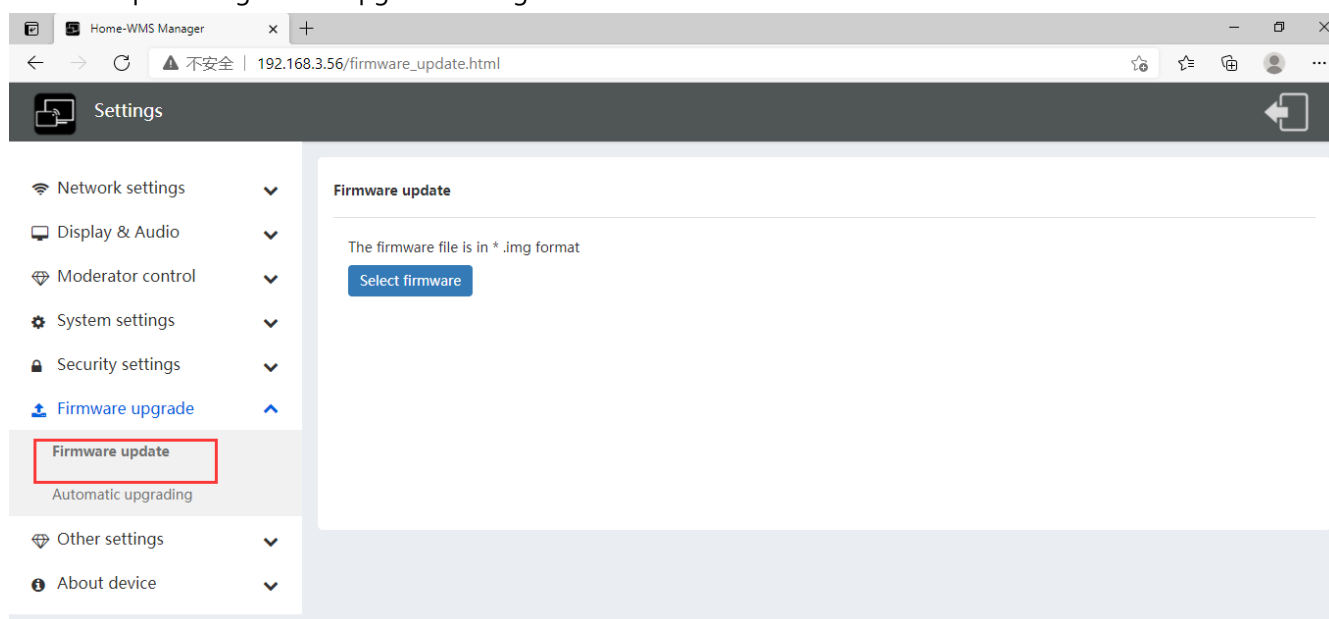 Home-WMS Manager
不安全 | 192.168.3.56/firmware_update.html
Settings
Network settings
Display & Audio
Moderator control
System settings
Security settings
Firmware upgrade
Firmware update
Automatic upgrading
Other settings
About device
Firmware update
The firmware file is in * .img format
Select firmware